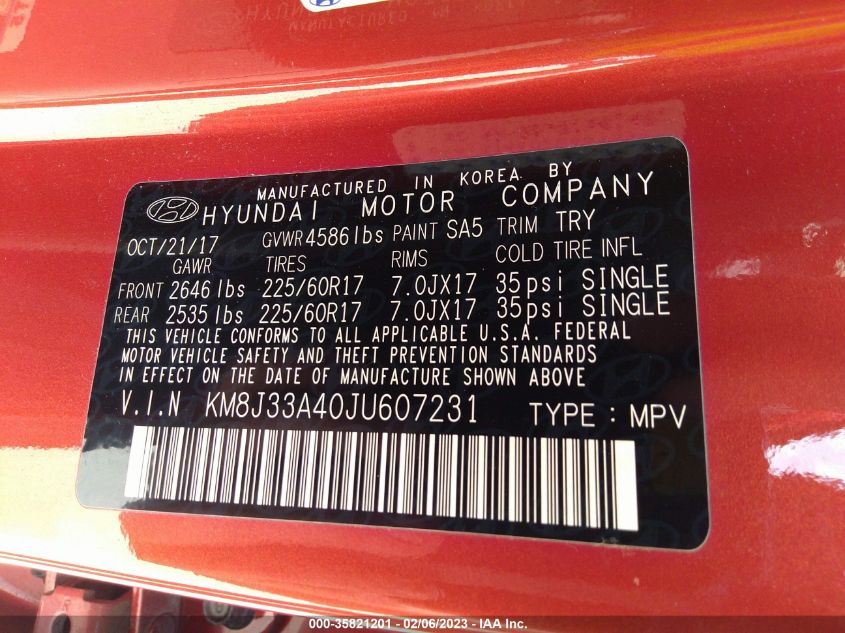 MANUFACTURED IN KOREA BY
HYUNDAI MOTOR COMPANY
OCT/21/17 GVWR 4586 lbs PAINT SA5 TRIM TRY
GAWR TIRES RIMS COLD TIRE INFL
FRONT 2646 lbs 225/60R17 7.0JX17 35psi SINGLE
REAR 2535 lbs 225/60R17 7.0JX17 35psi SINGLE
THIS VEHICLE CONFORMS TO ALL APPLICABLE U.S.A. FEDERAL
MOTOR VEHICLE SAFETY AND THEFT PREVENTION STANDARDS
IN EFFECT ON THE DATE OF MANUFACTURE SHOWN ABOVE
V.I.N KM8J33A40JU607231 TYPE : MPV
000-35821201 - 02/06/2023 - © IAA Inc.